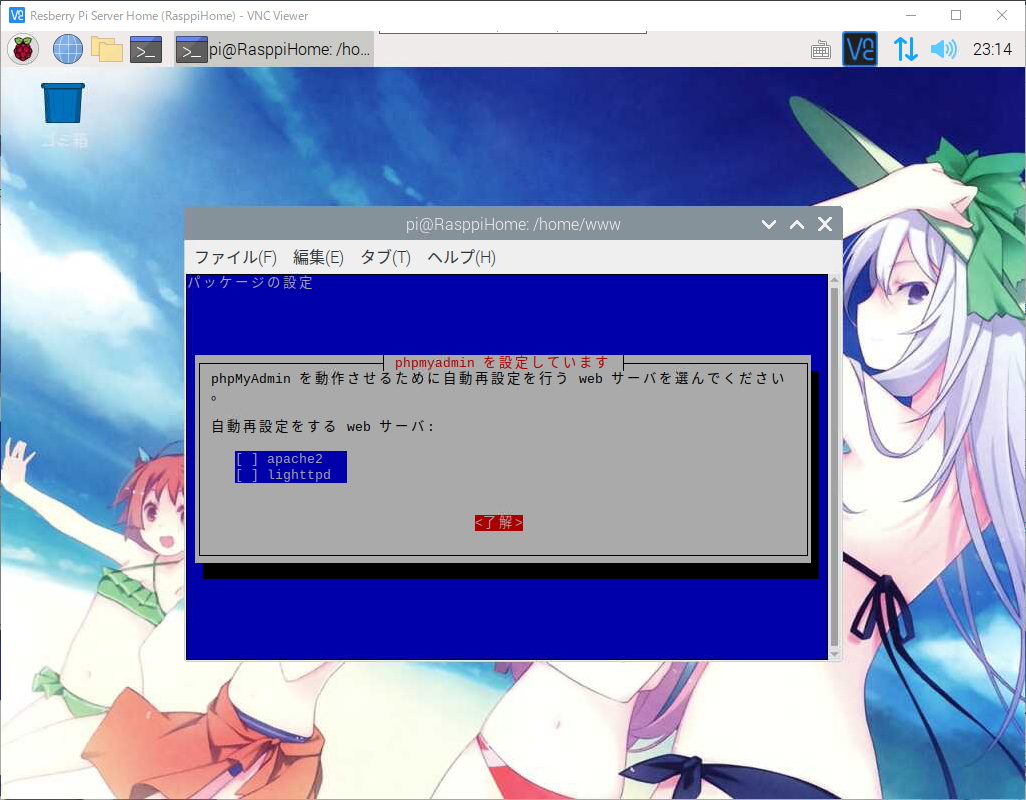 Resberry Pi Server Home (RasppiHome) - VNC Viewer
pi@RasppiHome: /ho...
23:14
ゴミ箱
pi@RasppiHome: /home/www
ファイル(F) 編集(E) タブ(T) ヘルプ(H)
パッケージの設定
phpmyadmin を設定しています
phpMyAdmin を動作させるために自動再設定を行う web サーバを選んでください
。
自動再設定をする web サーバ:
[ ] apache2
[ ] lighttpd
<了解>